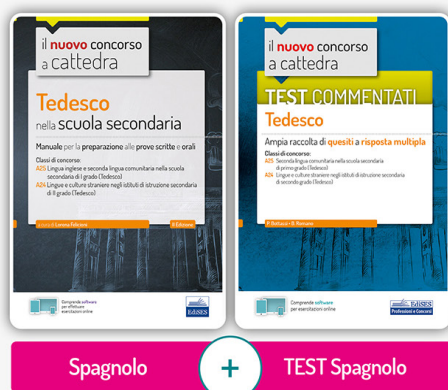 il nuovo concorso
a cattedra
Tedesco
nella scuola secondaria
Manuale per la preparazione alle prove scritte e orali
Classi di concorso:
A25 Lingua inglese e seconda lingua comunitaria nella scuola
secondaria di I grado (Tedesco)
A24 Lingue e culture straniere negli istituti di istruzione secondaria
di II grado (Tedesco)
a cura di Lorena Feliciano
II Edizione
Comprende software
per effettuare
esercitazioni online
EdiSES
il nuovo concorso
a cattedra
TEST COMMENTATI
Tedesco
Ampia raccolta di quesiti a risposta multipla
Classi di concorso:
A25 Seconda lingua comunitaria nella scuola secondaria
di primo grado (Tedesco)
A24 Lingue e culture straniere negli istituti di istruzione secondaria
di secondo grado (Tedesco)
Comprende software
per esercitazioni online
EdiSES
Professioni e Concorsi
Spagnolo
+
TEST Spagnolo